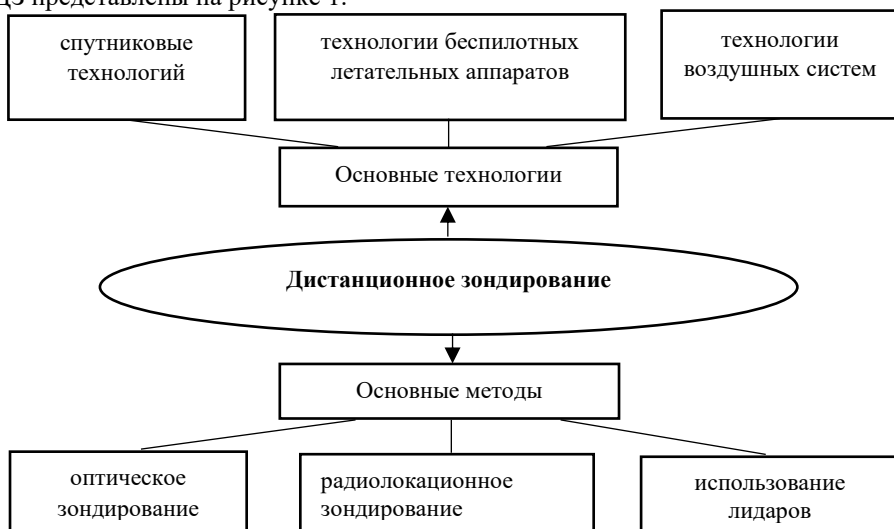 ДЗ представлены на рисунке 1.
спутниковые
технологий
технологии беспилотных
летательных аппаратов
технологии
воздушных систем
Основные технологии
Дистанционное зондирование
Основные методы
оптическое
зондирование
радиолокационное
зондирование
использование
лидаров